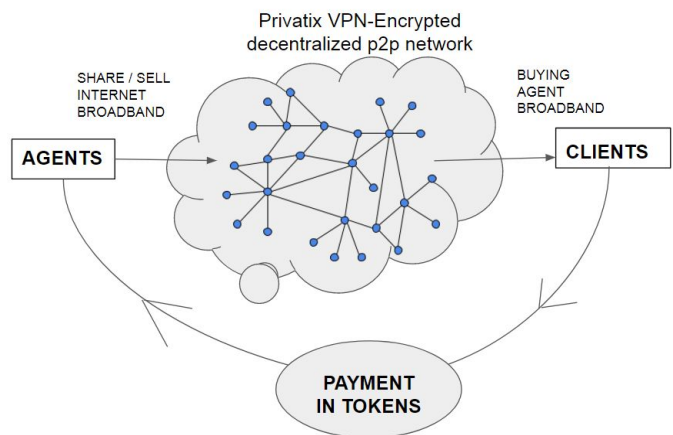 Privatix VPN-Encrypted
decentralized p2p network
SHARE / SELL
INTERNET
BROADBAND
BUYING
AGENT
BROADBAND
AGENTS
CLIENTS
PAYMENT
IN TOKENS